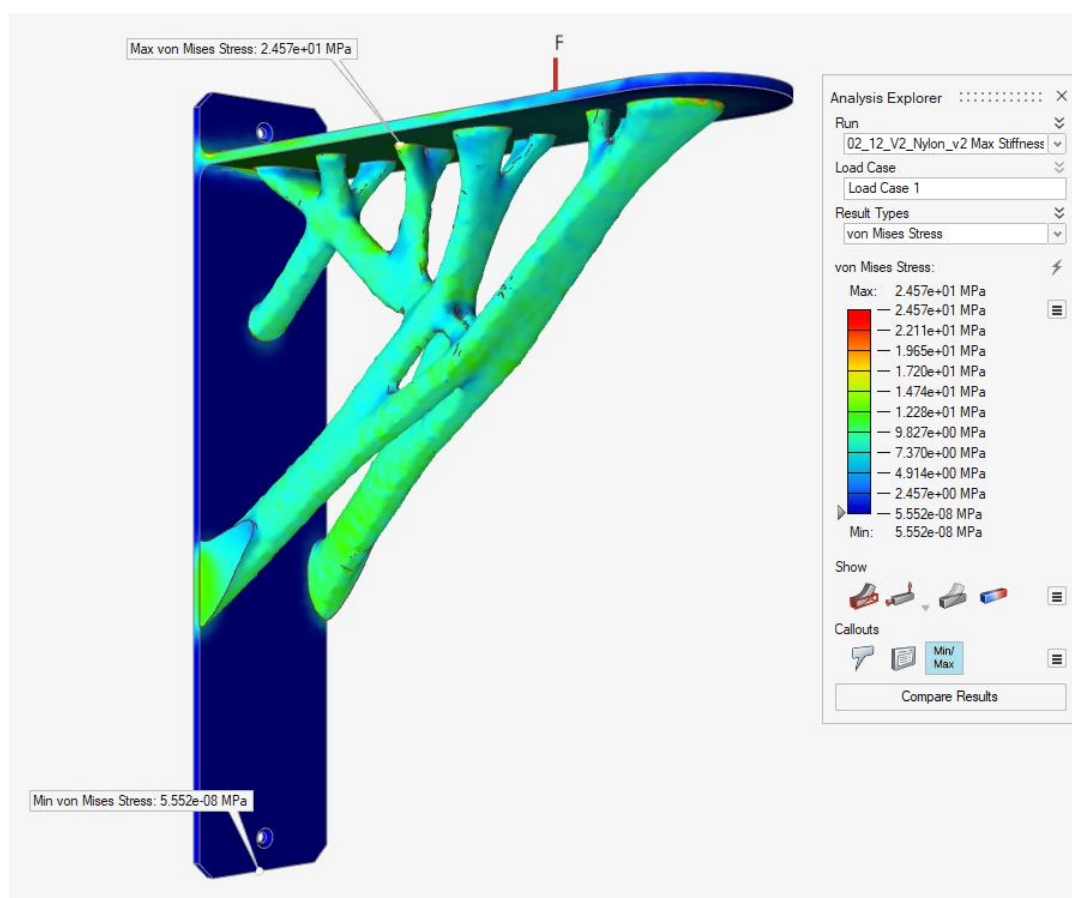 Max von Mises Stress: 2.457e+01 MPa
F
Min von Mises Stress: 5.552e-08 MPa
Analysis Explorer
Run
02_12_V2_Nylon_v2 Max Stiffness
Load Case
Load Case 1
Result Types
von Mises Stress
von Mises Stress:
Max: 2.457e+01 MPa
2.457e+01 MPa
2.211e+01 MPa
1.965e+01 MPa
1.720e+01 MPa
1.474e+01 MPa
1.228e+01 MPa
9.827e+00 MPa
7.370e+00 MPa
4.914e+00 MPa
2.457e+00 MPa
5.552e-08 MPa
Min: 5.552e-08 MPa
Show
Callouts
Min/
Max
Compare Results